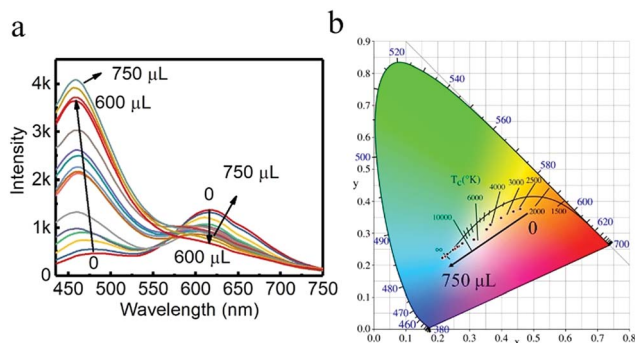 a
750 μL
600 μL
4k
3k
2k
1k
0
Intensity
0
0
750 μL
600 μL
450 500 550 600 650 700 750
Wavelength (nm)
b
0.9
0.8
0.7
0.6
0.5
0.4
0.3
0.2
0.1
0.0
y
520
540
560
500
580
Tc(°K)
3000 2500
4000
6000
600
10000
2000 1500
620
∞
0
700
490
750 μL
480
470
460
380
0.0 0.1 0.2 0.3 0.4 0.5 0.6 0.7 0.8
x